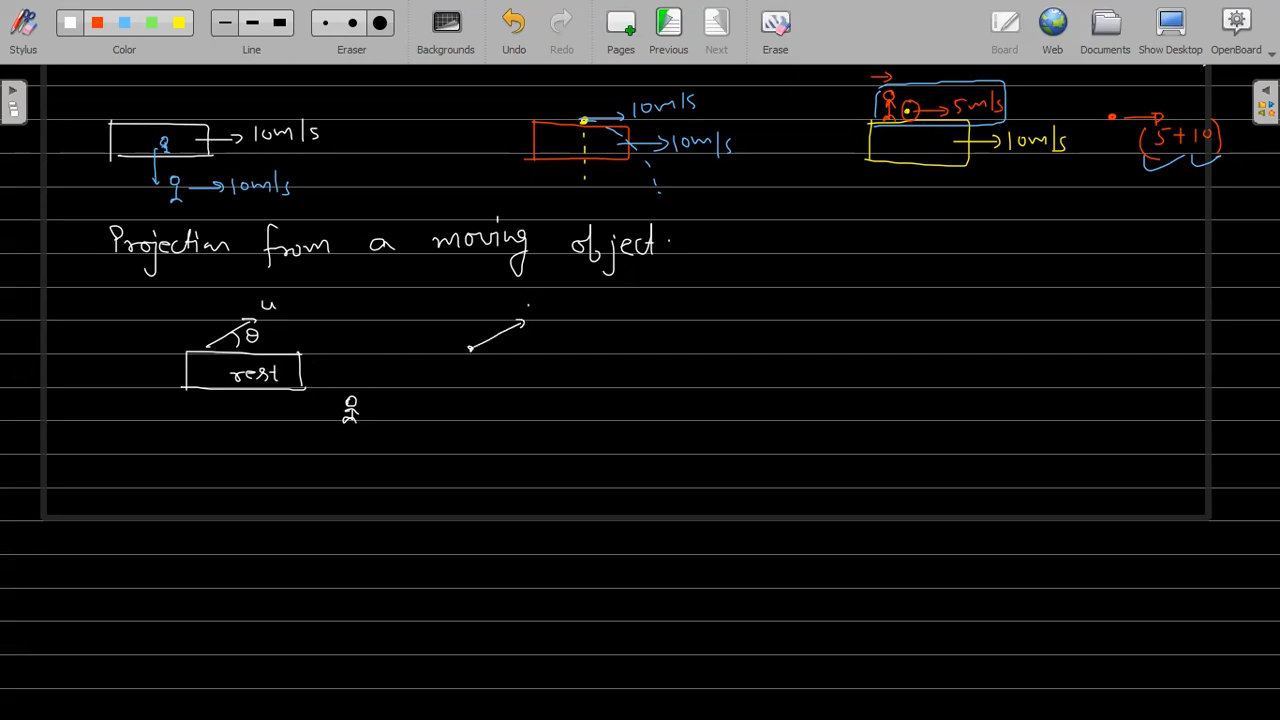 Stylus Color Line Eraser Backgrounds Undo Redo Pages Previous Next Erase Board Web Documents Show Desktop OpenBoard
10m/s
10m/s
10m/s
10m/s
5m/s
10m/s
(5+10)
Projection from a moving object.
u
θ
rest